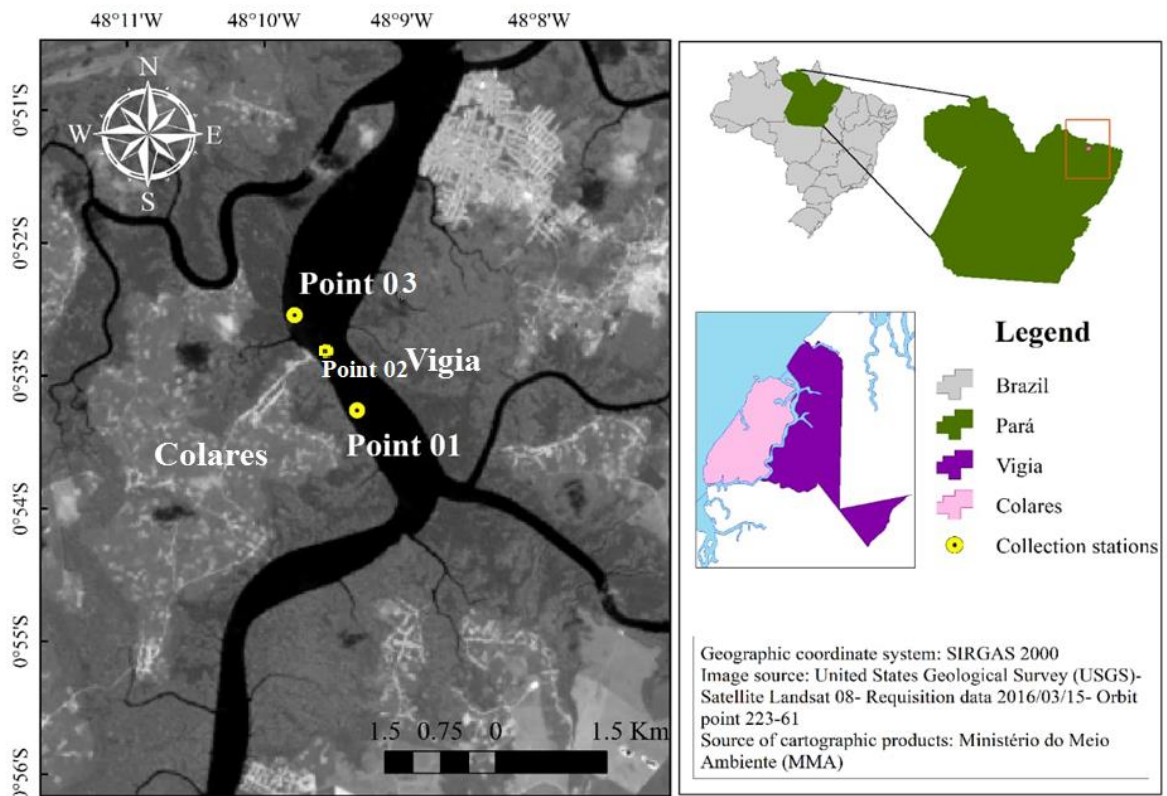 48°11'W 48°10'W 48°9'W 48°8'W
0°51'S
0°52'S
0°53'S
0°54'S
0°55'S
0°56'S
N
W E
S
Point 03
Point 02
Vigia
Point 01
Colares
1.5 0.75 0 1.5 Km
Legend
Brazil
Pará
Vigia
Colares
Collection stations
Geographic coordinate system: SIRGAS 2000
Image source: United States Geological Survey (USGS)-
Satellite Landsat 08- Requisition data 2016/03/15- Orbit
point 223-61
Source of cartographic products: Ministério do Meio
Ambiente (MMA)